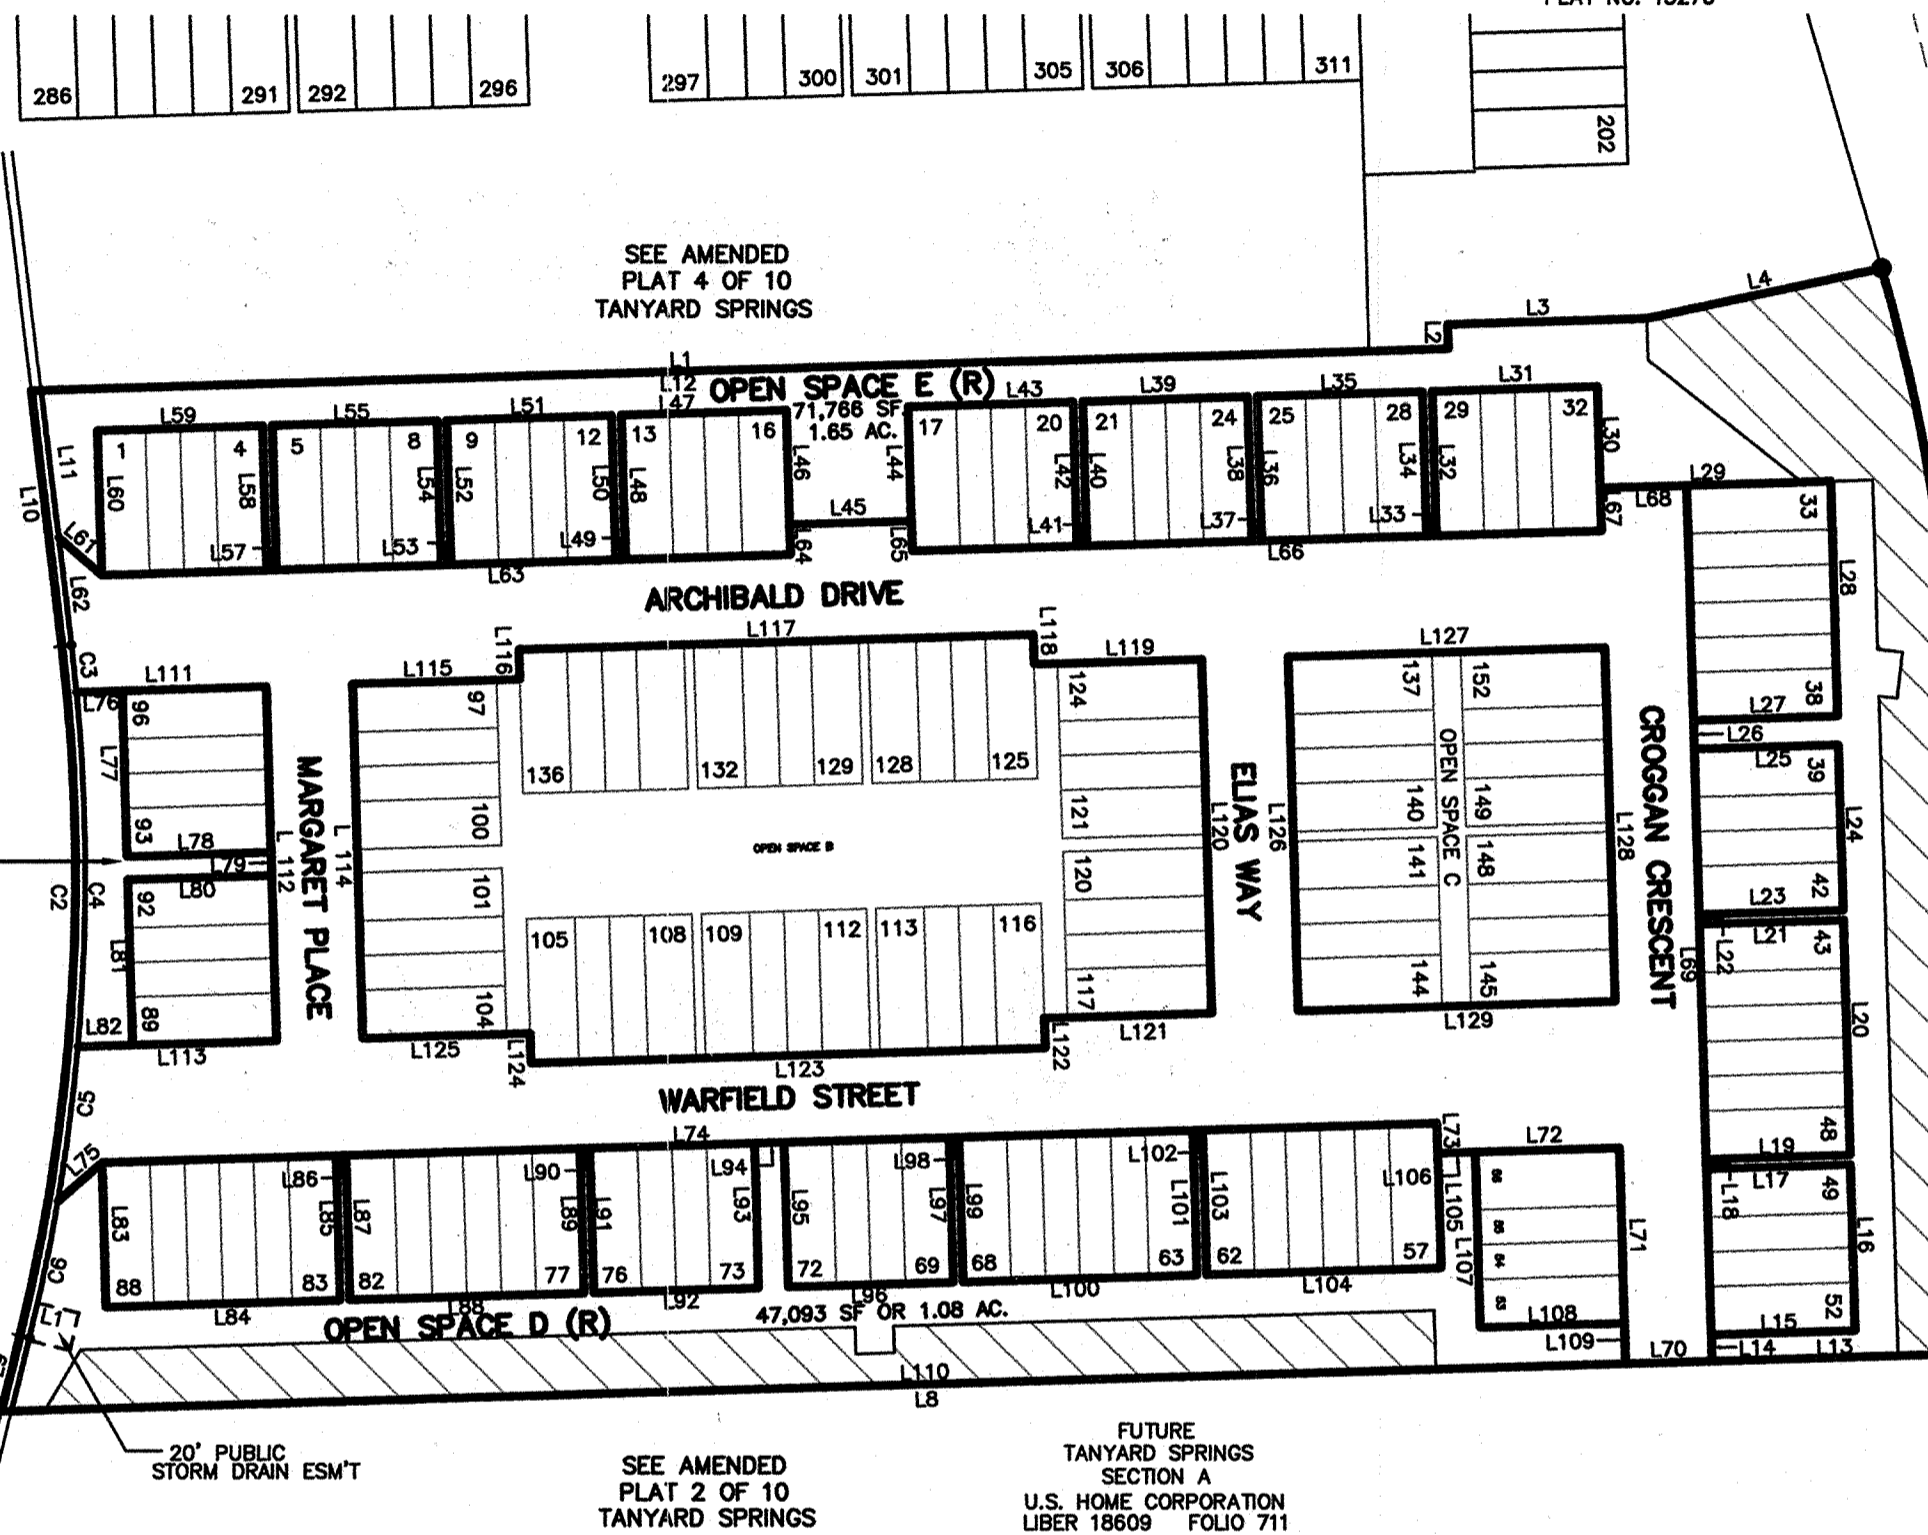 PLAT NO.
286
291
292
296
297
300
301
305
306
311
202
SEE AMENDED
PLAT 4 OF 10
TANYARD SPRINGS
L1
L2
L3
L4
L12
OPEN SPACE E (R)
71,766 SF
1.65 AC.
L59
L55
L51
L47
L43
L39
L35
L31
1
4
5
8
9
12
13
16
17
20
21
24
25
28
29
32
L10
L11
L60
L58
L54
L52
L50
L48
L46
L44
L42
L40
L38
L36
L34
L32
L30
L29
L61
L57
L53
L49
L45
L41
L37
L33
L68
L67
L62
L63
L64
L65
L66
33
L28
38
ARCHIBALD DRIVE
C3
L111
L76
L115
L116
L117
L118
L119
L127
L27
L26
L25
96
L77
93
L78
L79
L80
92
L81
89
L82
L113
L112
MARGARET PLACE
L114
97
100
101
104
136
132
129
128
125
OPEN SPACE B
105
108
109
112
113
116
124
121
120
117
L120
ELIAS WAY
L126
137
152
140
149
141
148
144
145
OPEN SPACE C
L128
CROGGAN CRESCENT
L69
39
L24
42
L23
L21
L22
43
L20
48
L19
L17
L18
49
L16
52
L15
L14
L13
C2
C4
C5
L125
L124
L123
L122
L121
L129
WARFIELD STREET
L74
L75
L73
L72
L86
L90
L94
L98
L102
L106
L83
L85
L87
L89
L91
L93
L95
L97
L99
L101
L103
L105
L107
L71
88
83
82
77
76
73
72
69
68
63
62
57
56
55
54
53
L84
L88
L92
L96
L100
L104
L108
L109
L70
C6
L7
OPEN SPACE D (R)
47,093 SF OR 1.08 AC.
L110
L8
20' PUBLIC
STORM DRAIN ESM'T
SEE AMENDED
PLAT 2 OF 10
TANYARD SPRINGS
FUTURE
TANYARD SPRINGS
SECTION A
U.S. HOME CORPORATION
LIBER 18609 FOLIO 711